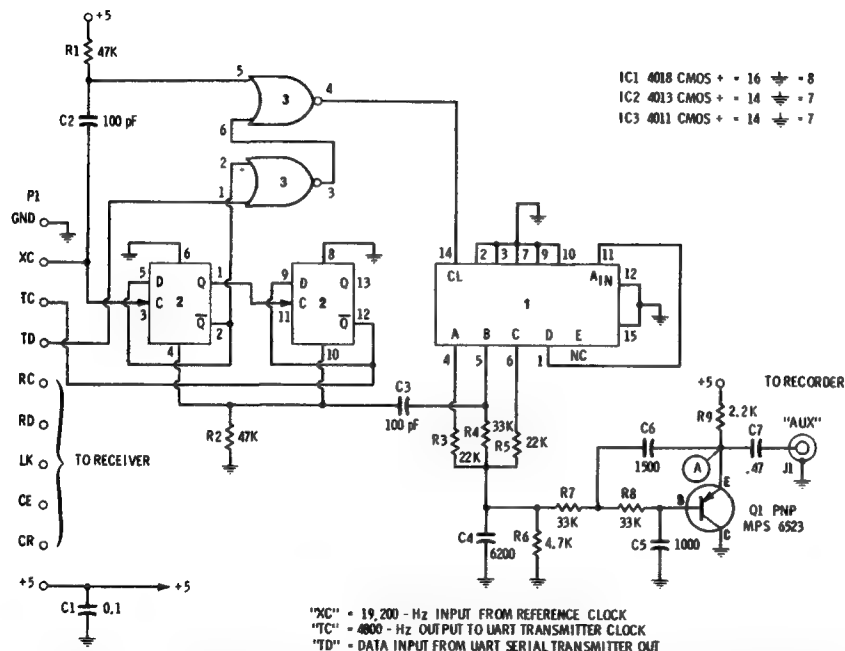 +5
R1
47K
C2
100 pF
5
6
3
4
2
1
3
3
IC1 4018 CMOS + = 16 ⏚ = 8
IC2 4013 CMOS + = 14 ⏚ = 7
IC3 4011 CMOS + = 14 ⏚ = 7
P1
GND
XC
TC
TD
RC
RD
LK
CE
CR
TO RECEIVER
6
5
D
Q
1
2
3
C
Q̅
2
4
8
9
D
Q
13
2
11
C
Q̅
12
10
14
2
3
7
9
10
11
CL
A IN
12
1
15
A
B
C
D
E
4
5
6
1
NC
R2
47K
C3
100 pF
R3
22K
R4
33K
R5
22K
+5
R9
2.2K
TO RECORDER
"AUX"
C6
1500
A
C7
.47
J1
R7
33K
R8
33K
B
E
C
Q1 PNP
MPS 6523
C4
6200
R6
4.7K
C5
1000
+5
+5
C1
0.1
"XC" = 19,200 - Hz INPUT FROM REFERENCE CLOCK
"TC" = 4800 - Hz OUTPUT TO UART TRANSMITTER CLOCK
"TD" = DATA INPUT FROM UART SERIAL TRANSMITTER OUT